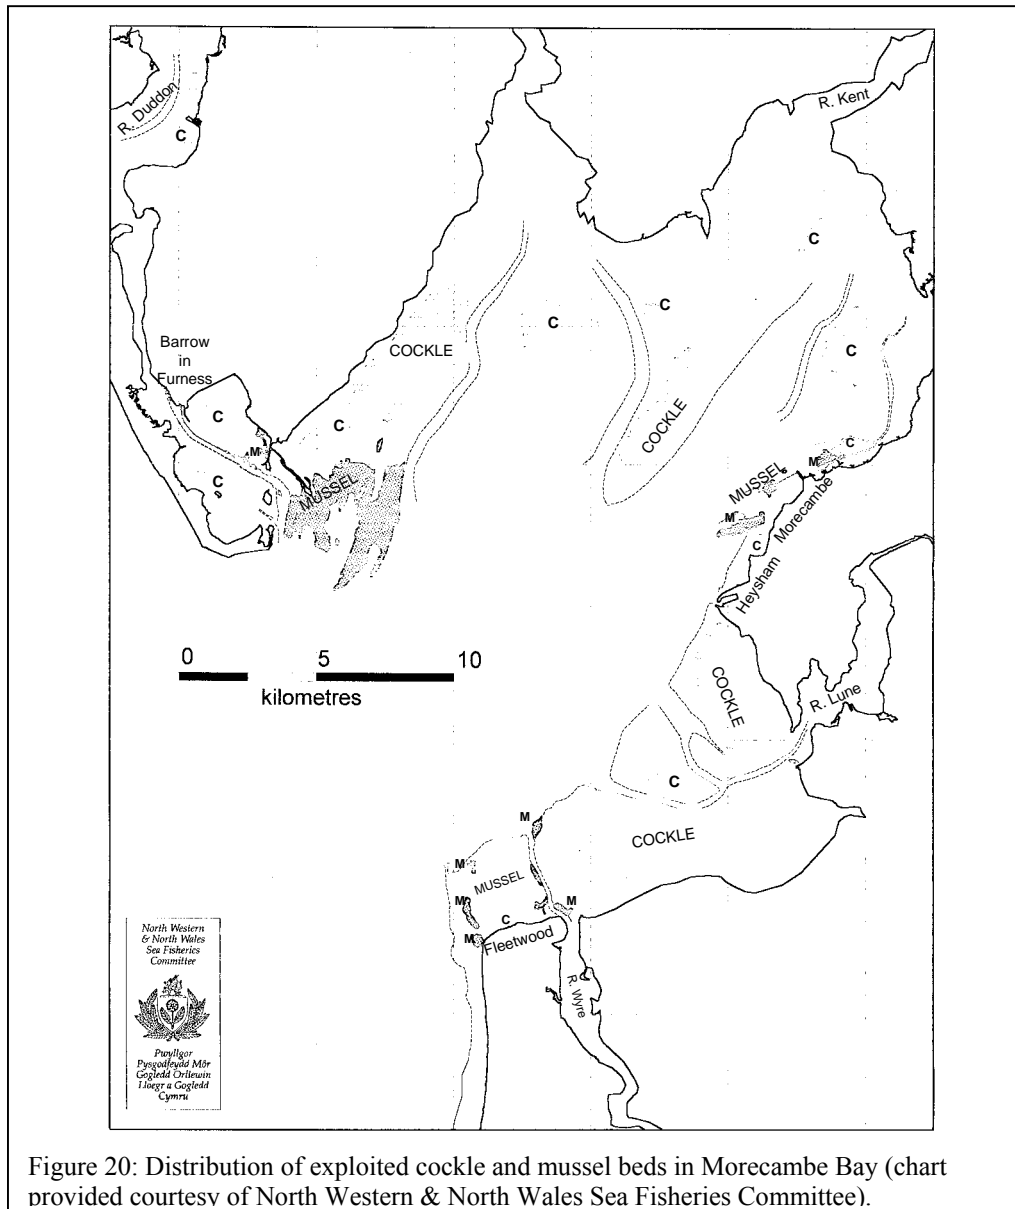 R. Duddon
C
R. Kent
C
C
C
Barrow
in
Furness
COCKLE
C
C
C
COCKLE
M
C
MUSSEL
C
M
MUSSEL
M
Morecambe
C
Heysham
0 5 10
kilometres
COCKLE
R. Lune
C
M
COCKLE
M
MUSSEL
M
M
C
M
Fleetwood
R. Wyre
North Western
& North Wales
Sea Fisheries
Committee
Pwyllgor
Pysgodfeydd Môr
Gogledd Orllewin
Lloegr a Gogledd
Cymru
Figure 20: Distribution of exploited cockle and mussel beds in Morecambe Bay (chart
provided courtesy of North Western & North Wales Sea Fisheries Committee).